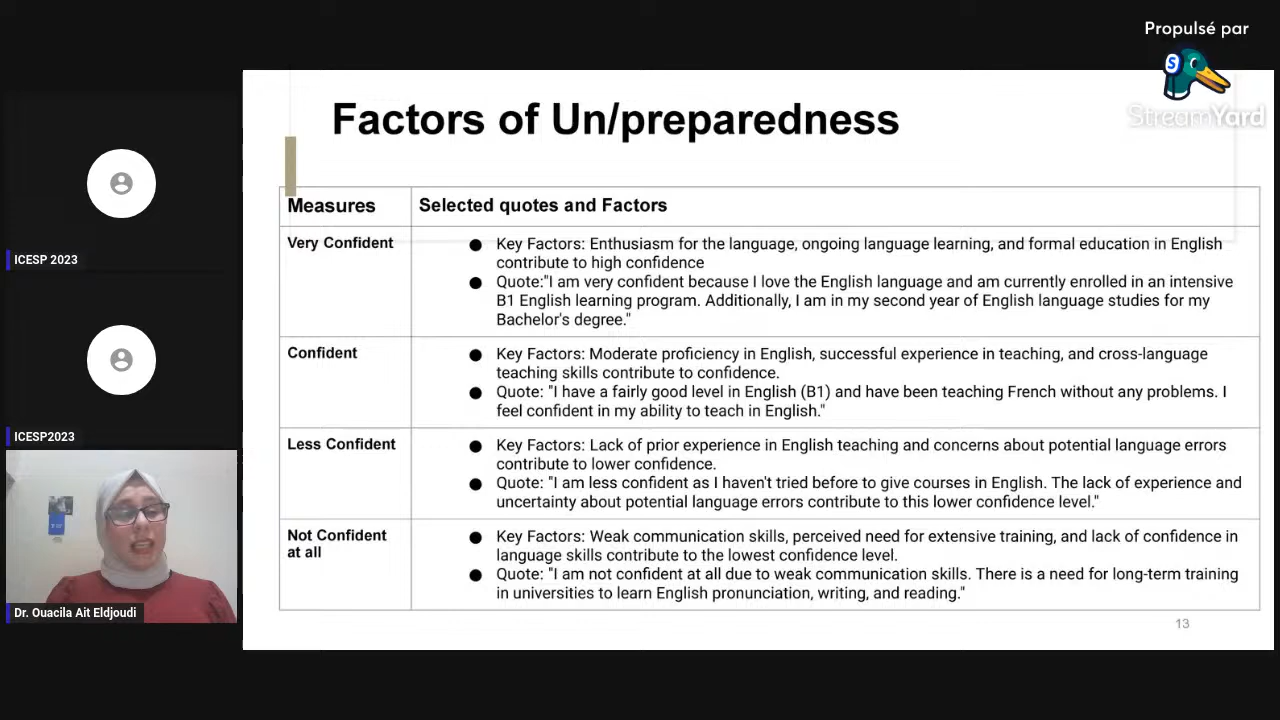 Propulsé par
S
StreamYard
Factors of Un/preparedness
Measures
Selected quotes and Factors
Very Confident
● Key Factors: Enthusiasm for the language, ongoing language learning, and formal education in English
contribute to high confidence
● Quote:"I am very confident because I love the English language and am currently enrolled in an intensive
B1 English learning program. Additionally, I am in my second year of English language studies for my
Bachelor's degree."
Confident
● Key Factors: Moderate proficiency in English, successful experience in teaching, and cross-language
teaching skills contribute to confidence.
● Quote: "I have a fairly good level in English (B1) and have been teaching French without any problems. I
feel confident in my ability to teach in English."
Less Confident
● Key Factors: Lack of prior experience in English teaching and concerns about potential language errors
contribute to lower confidence.
● Quote: "I am less confident as I haven't tried before to give courses in English. The lack of experience and
uncertainty about potential language errors contribute to this lower confidence level."
Not Confident
at all
● Key Factors: Weak communication skills, perceived need for extensive training, and lack of confidence in
language skills contribute to the lowest confidence level.
● Quote: "I am not confident at all due to weak communication skills. There is a need for long-term training
in universities to learn English pronunciation, writing, and reading."
13
ICESP 2023
ICESP2023
Dr. Ouacila Ait Eldjoudi